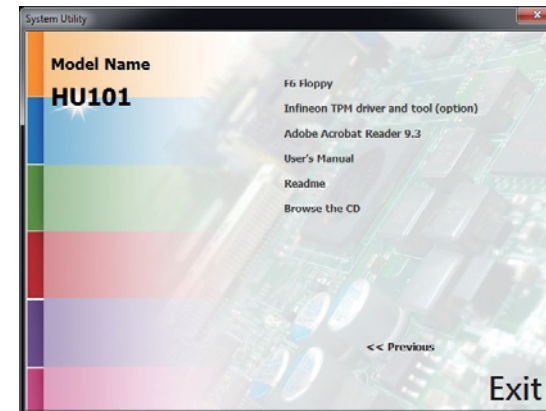 System Utility
Model Name
HU101
F6 Floppy
Infineon TPM driver and tool (option)
Adobe Acrobat Reader 9.3
User's Manual
Readme
Browse the CD
<< Previous
Exit